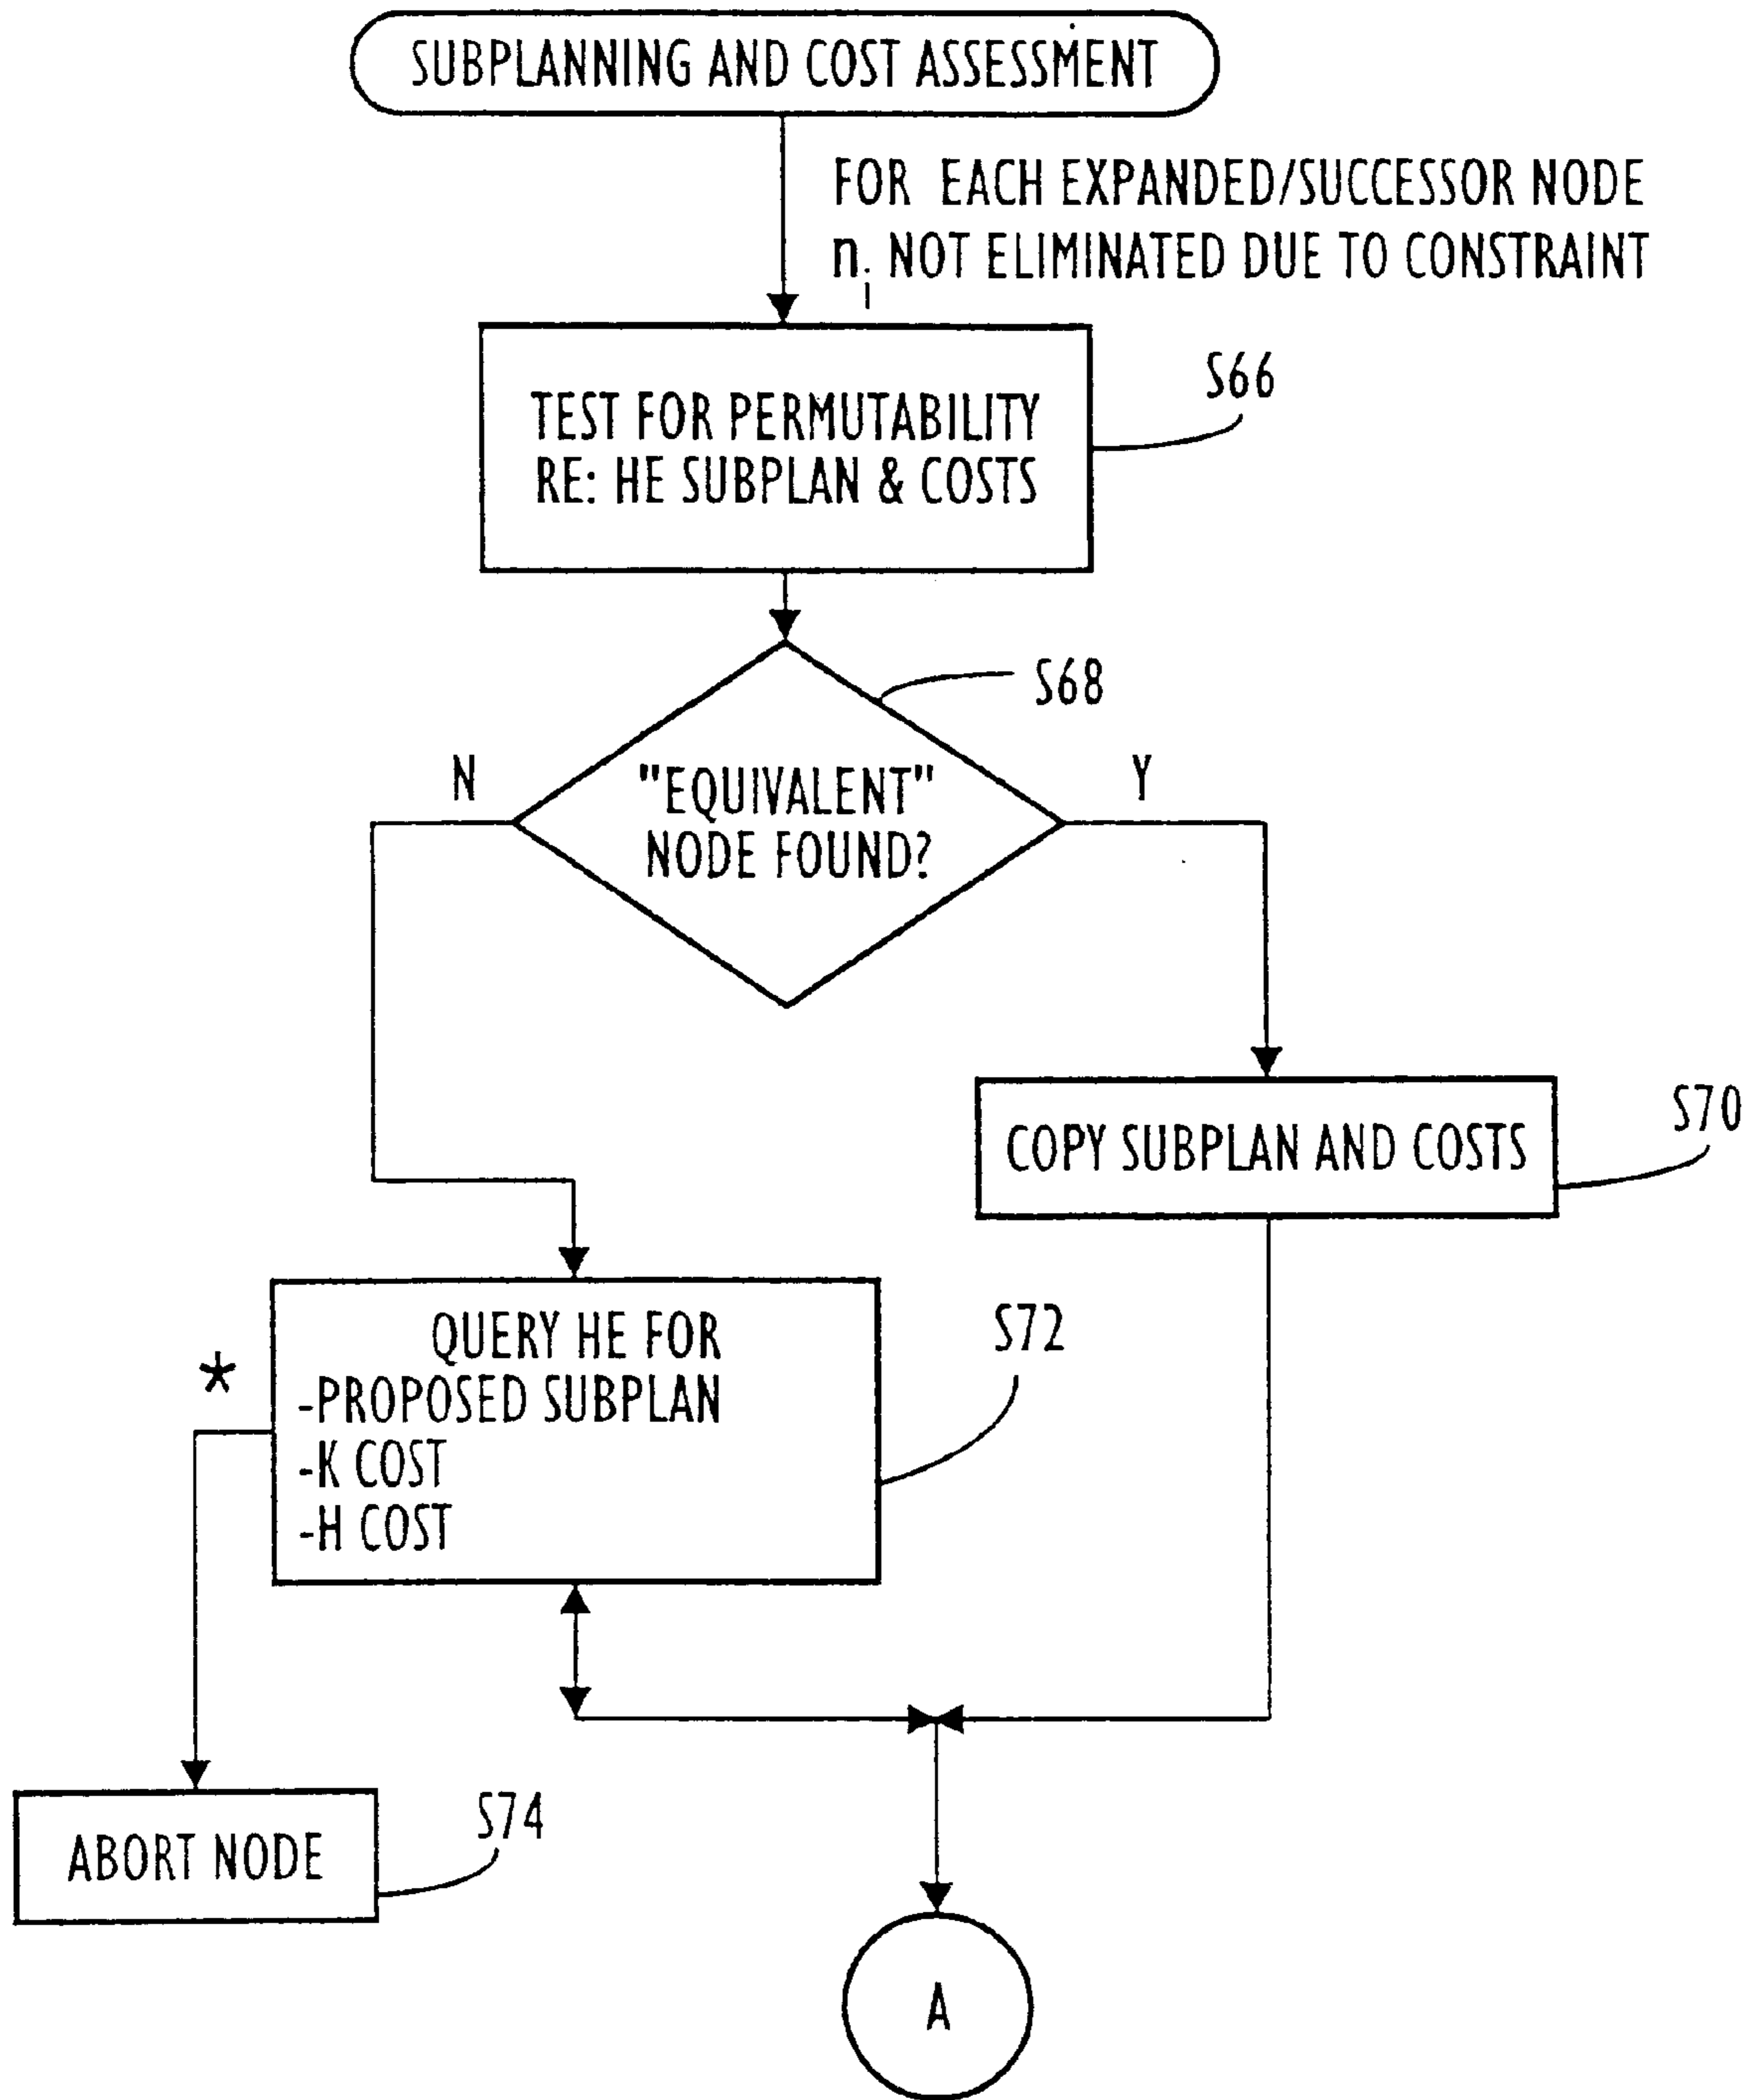 SUBPLANNING AND COST ASSESSMENT
FOR EACH EXPANDED/SUCCESSOR NODE
ni NOT ELIMINATED DUE TO CONSTRAINT
TEST FOR PERMUTABILITY
RE: HE SUBPLAN & COSTS
S66
S68
N
"EQUIVALENT"
NODE FOUND?
Y
COPY SUBPLAN AND COSTS
S70
*
QUERY HE FOR
-PROPOSED SUBPLAN
-K COST
-H COST
S72
ABORT NODE
S74
A